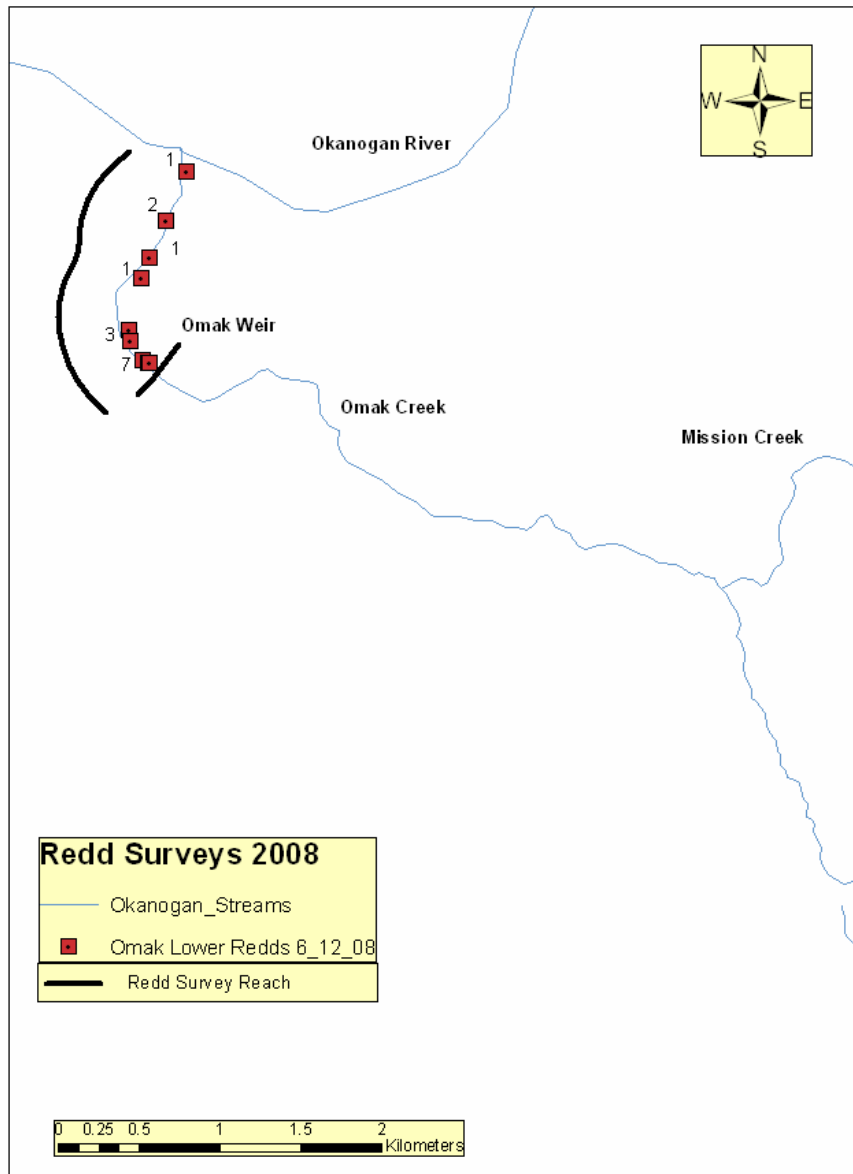 N
W E
S
Okanogan River
1
2
1
1
3
Omak Weir
7
Omak Creek
Mission Creek
Redd Surveys 2008
Okanogan_Streams
Omak Lower Redds 6_12_08
Redd Survey Reach
0 0.25 0.5 1 1.5 2
Kilometers